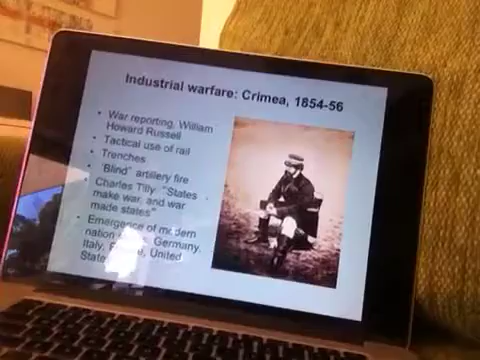 Industrial warfare: Crimea, 1854-56
• War reporting, William
Howard Russell
• Tactical use of rail
• Trenches
• "Blind" artillery fire
• Charles Tilly: "States
make war, and war
made states"
• Emergence of modern
nation Germany,
Italy, United